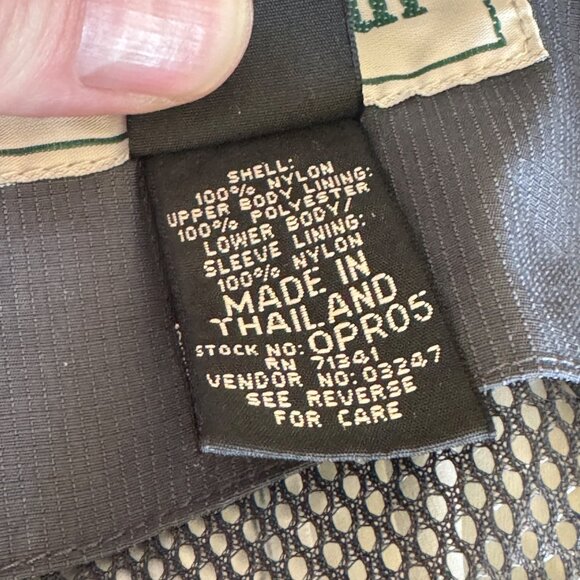 SHELL:
100% NYLON
UPPER BODY LINING:
100% POLYESTER
LOWER BODY/
SLEEVE LINING:
100% NYLON
MADE IN
THAILAND
STOCK NO: OPR05
RN 71341
VENDOR NO: 03247
SEE REVERSE
FOR CARE